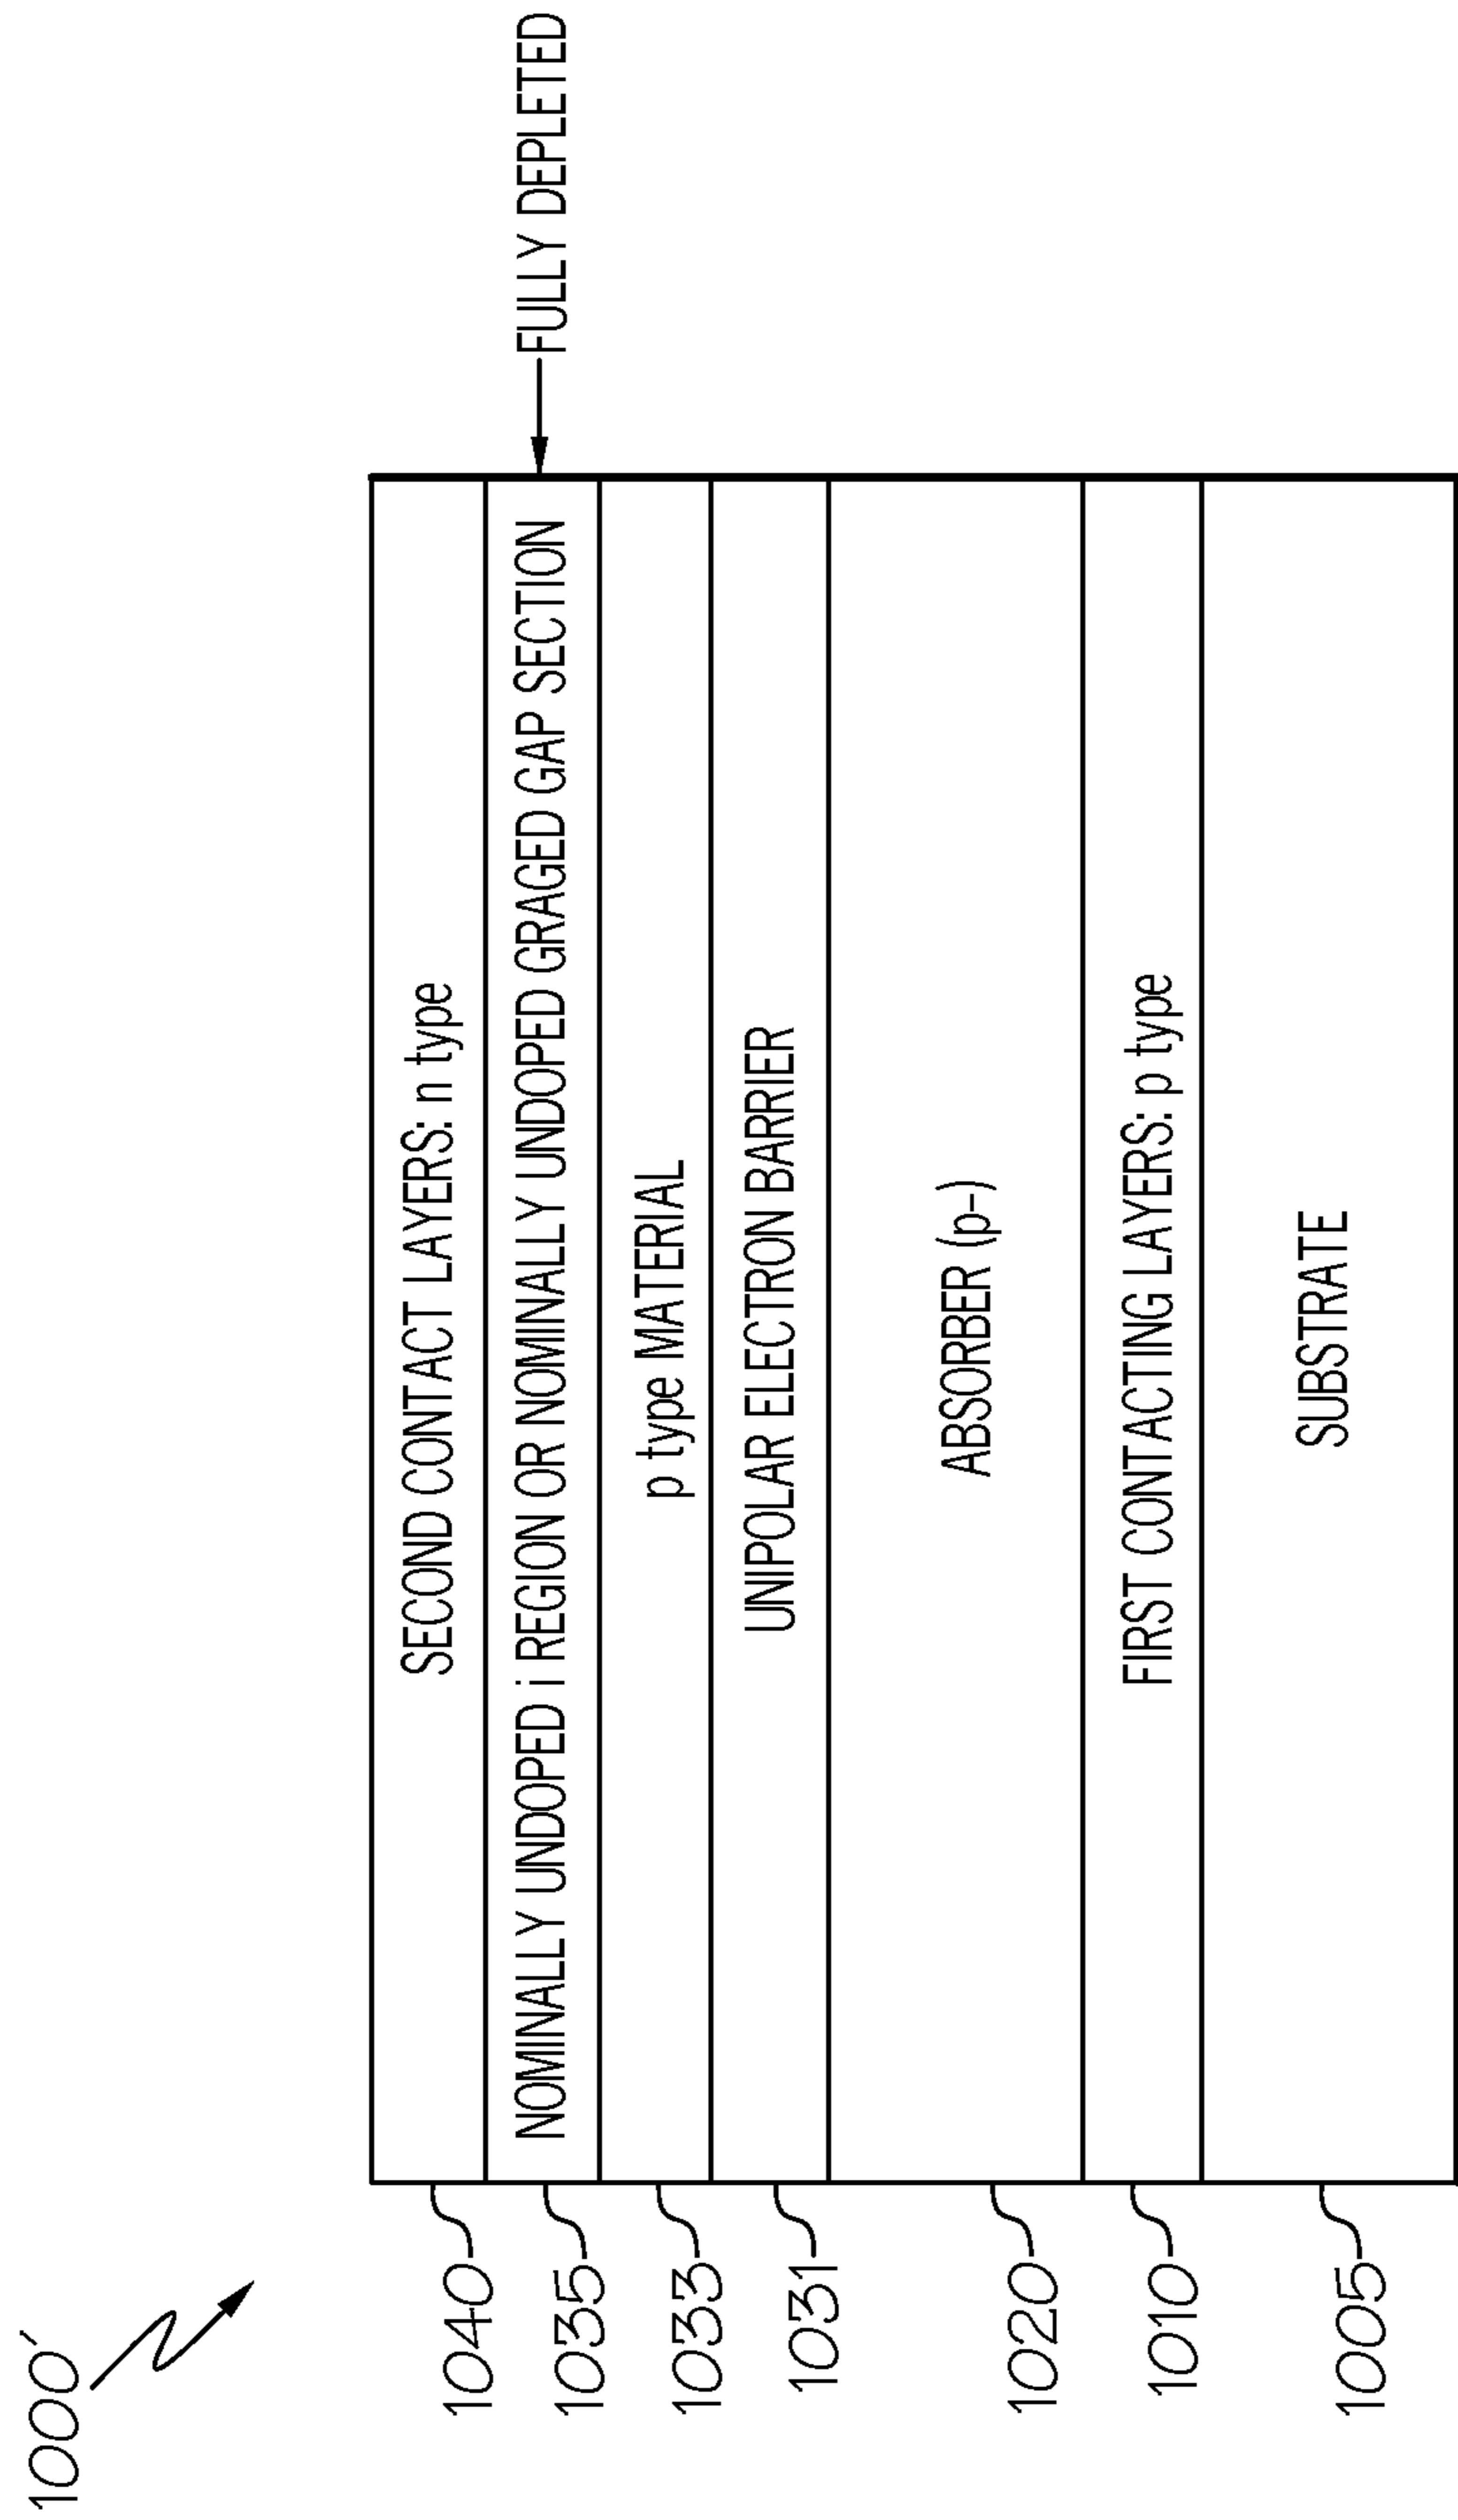 1000'
FULLY DEPLETED
1040
SECOND CONTACT LAYERS: n type
1035
NOMINALLY UNDOPED i REGION OR NOMINALLY UNDOPED GRAGED GAP SECTION
1033
p type MATERIAL
1031
UNIPOLAR ELECTRON BARRIER
1020
ABSORBER (p-)
1010
FIRST CONTACTING LAYERS: p type
1005
SUBSTRATE